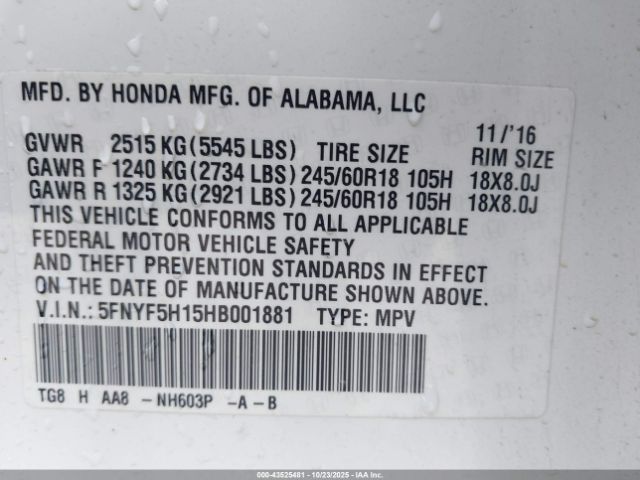 MFD. BY HONDA MFG. OF ALABAMA, LLC
11/'16
GVWR 2515 KG (5545 LBS) TIRE SIZE RIM SIZE
GAWR F 1240 KG (2734 LBS) 245/60R18 105H 18X8.0J
GAWR R 1325 KG (2921 LBS) 245/60R18 105H 18X8.0J
THIS VEHICLE CONFORMS TO ALL APPLICABLE
FEDERAL MOTOR VEHICLE SAFETY
AND THEFT PREVENTION STANDARDS IN EFFECT
ON THE DATE OF MANUFACTURE SHOWN ABOVE.
V.I.N.: 5FNYF5H15HB001881 TYPE: MPV
TG8 H AA8 - NH603P -A - B
000-43525481 - 10/23/2025 - IAA Inc.